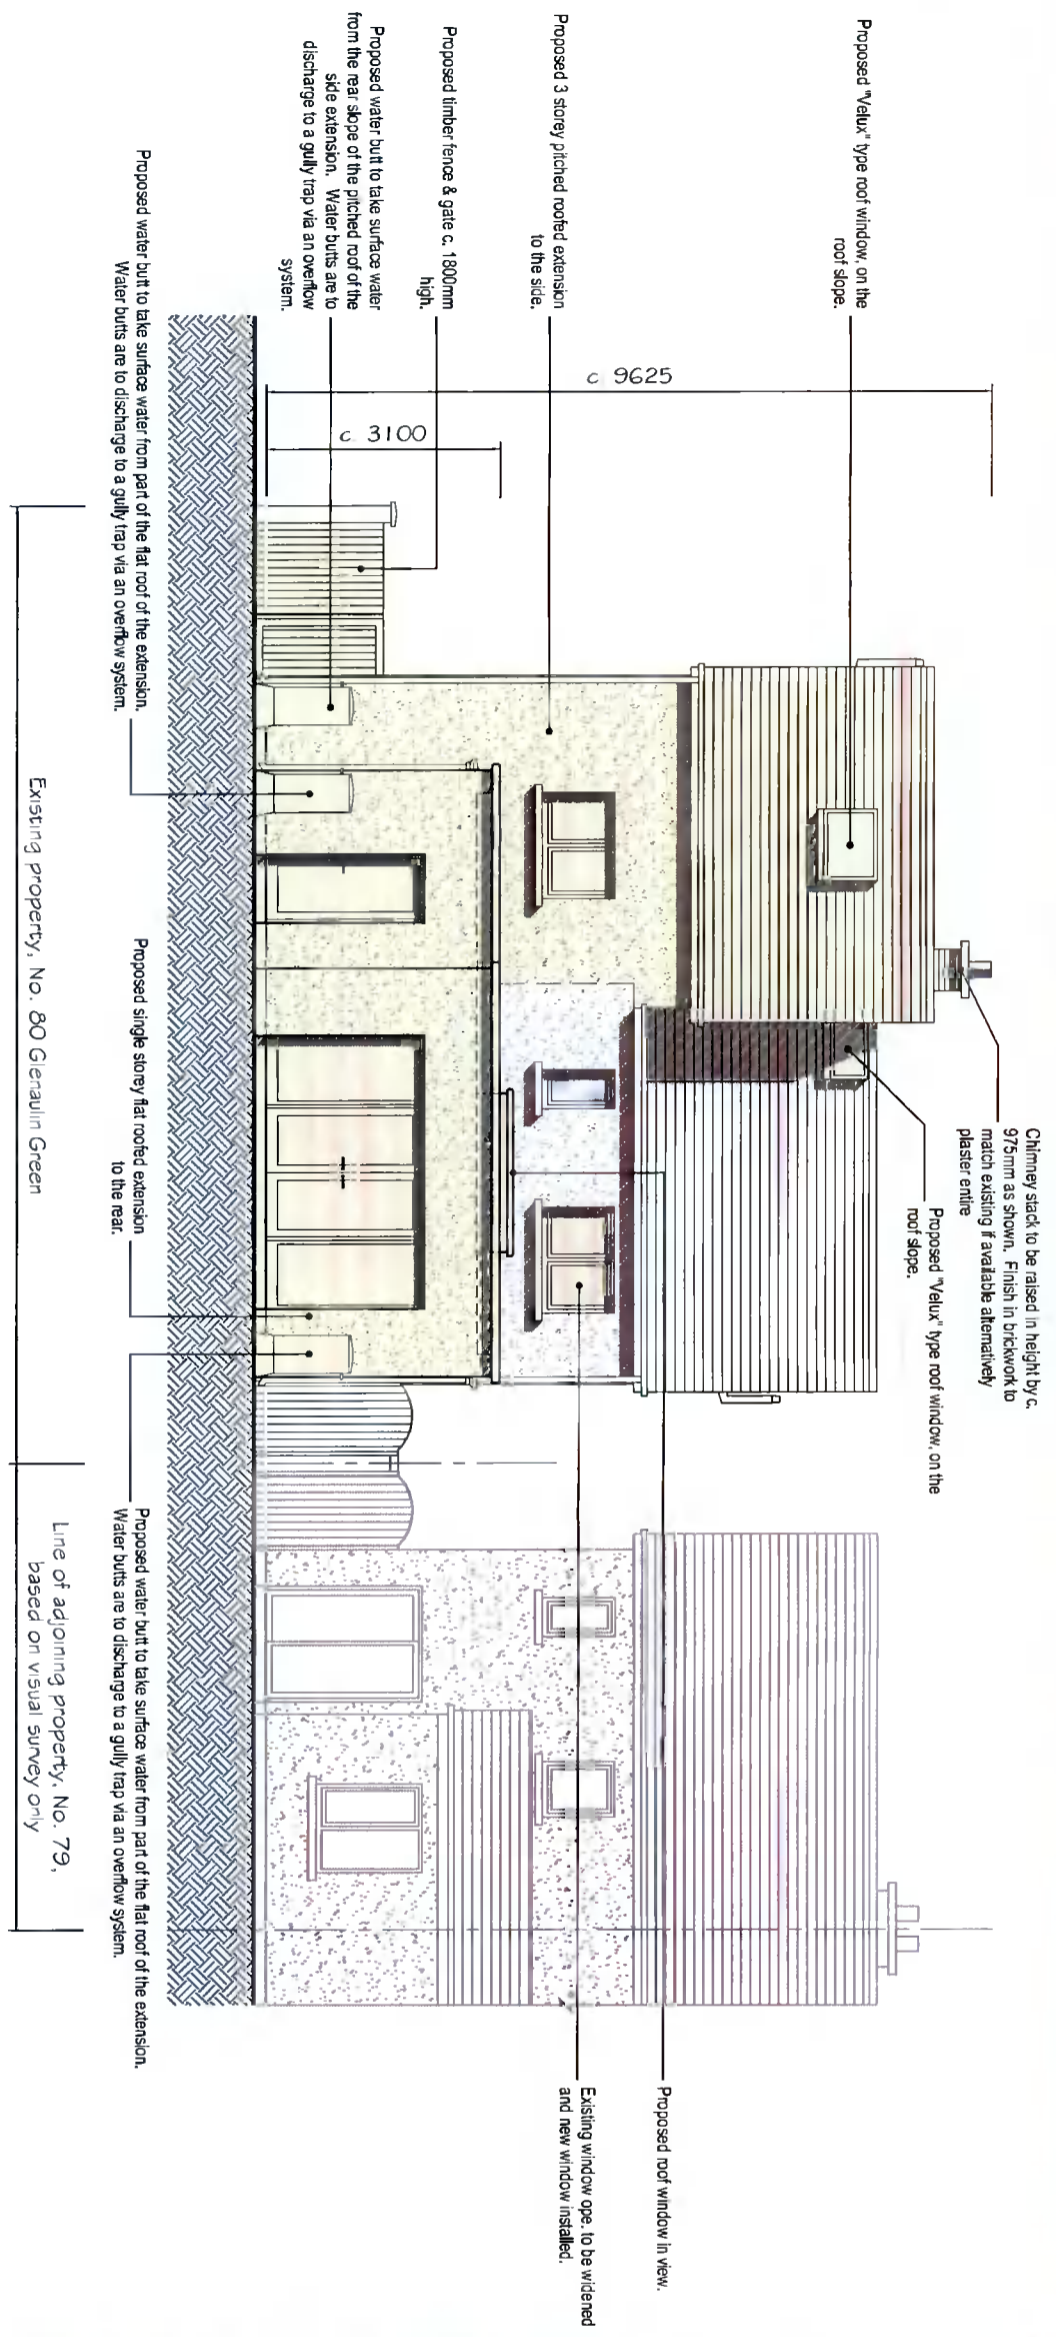 Chimney stack to be raised in height by c.
975mm as shown. Finish in brickwork to
match existing if available alternatively
plaster entire
Proposed "Velux" type roof window, on the
roof slope.
Proposed "Velux" type roof window, on the
roof slope.
Proposed 3 storey pitched roofed extension
to the side.
Proposed timber fence & gate c. 1800mm
high.
Proposed water butt to take surface water
from the rear slope of the pitched roof of the
side extension. Water butts are to
discharge to a gully trap via an overflow
system.
c 9625
c 3100
Proposed roof window in view.
Existing window ope. to be widened
and new window installed.
Proposed water butt to take surface water from part of the flat roof of the extension.
Water butts are to discharge to a gully trap via an overflow system.
Proposed single storey flat roofed extension
to the rear.
Proposed water butt to take surface water from part of the flat roof of the extension.
Water butts are to discharge to a gully trap via an overflow system.
Existing property, No. 80 Glenaulin Green
Line of adjoining property, No. 79,
based on visual survey only